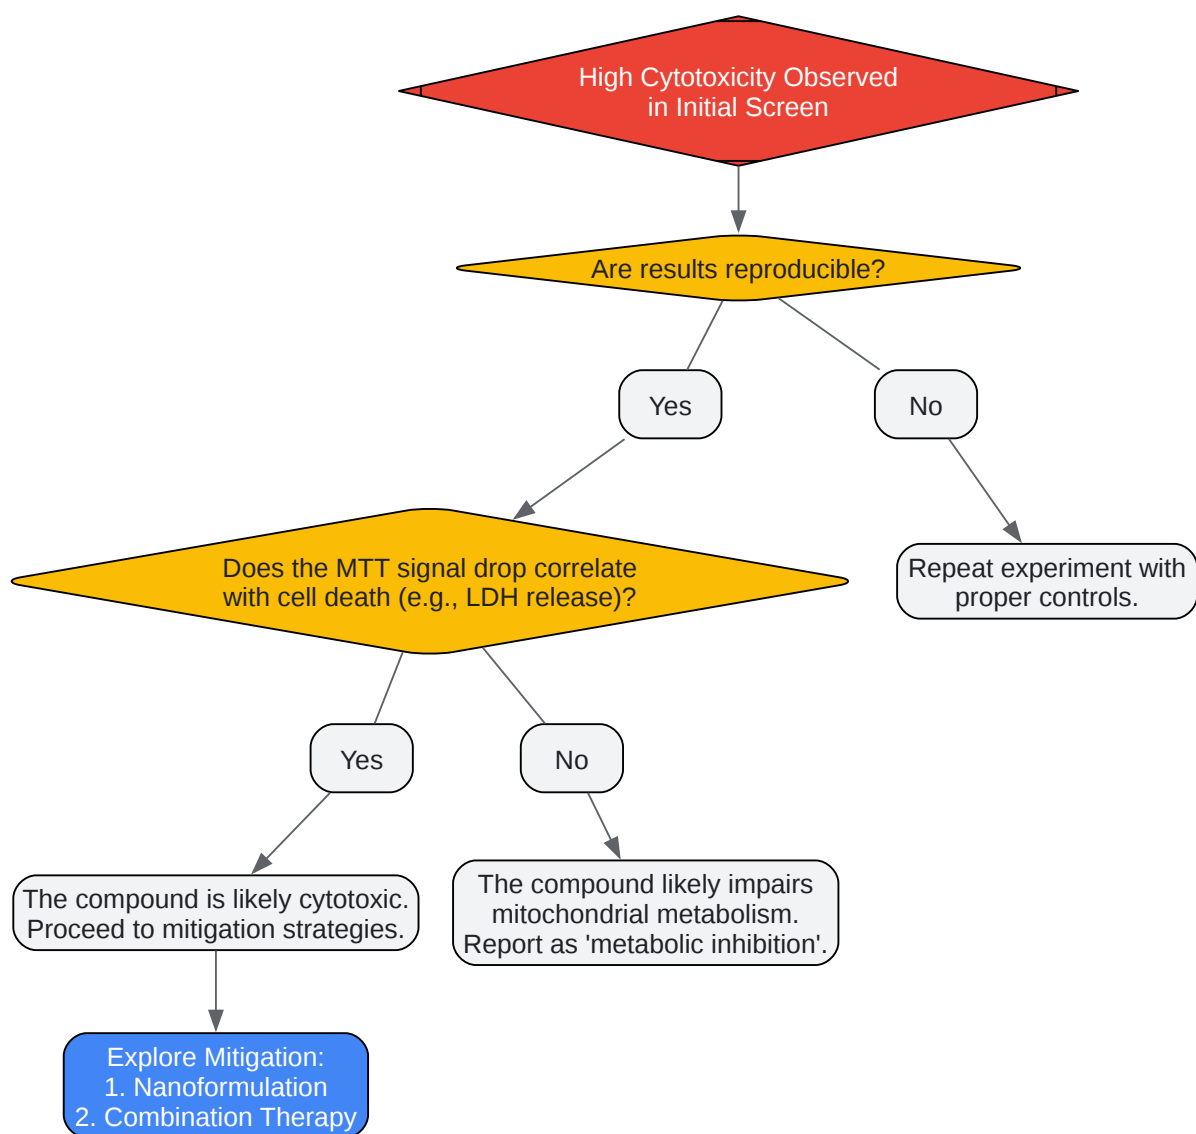 High Cytotoxicity Observed
in Initial Screen
Are results reproducible?
Yes
No
Does the MTT signal drop correlate
with cell death (e.g., LDH release)?
Repeat experiment with
proper controls.
Yes
No
The compound is likely cytotoxic.
Proceed to mitigation strategies.
The compound likely impairs
mitochondrial metabolism.
Report as 'metabolic inhibition'.
Explore Mitigation:
1. Nanoformulation
2. Combination Therapy